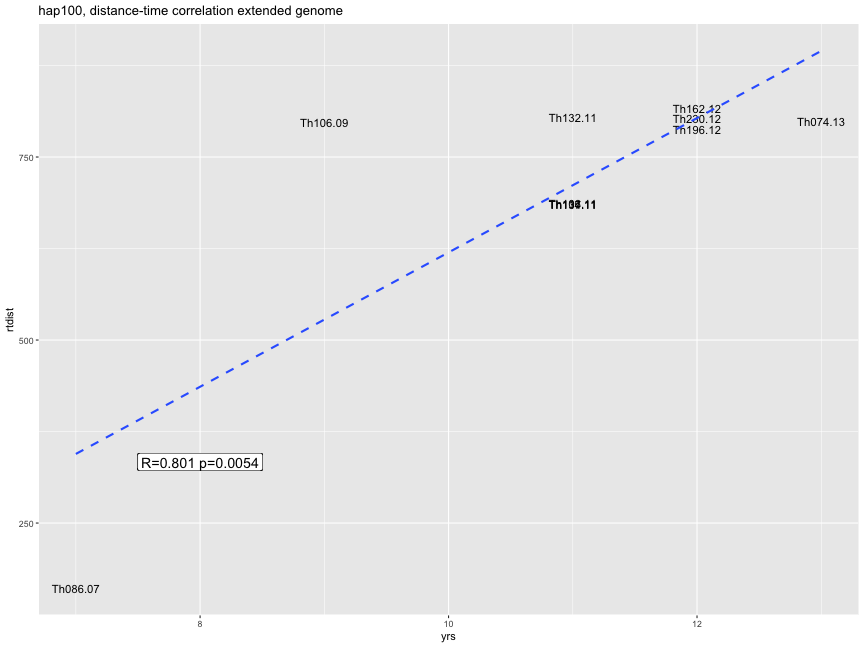 hap100, distance-time correlation extended genome
Th162.12
Th106.09
Th132.11
Th230.12
Th074.13
Th196.12
750
rtdist
500
R=0.801 p=0.0054
250
Th086.07
8
10
12
yrs